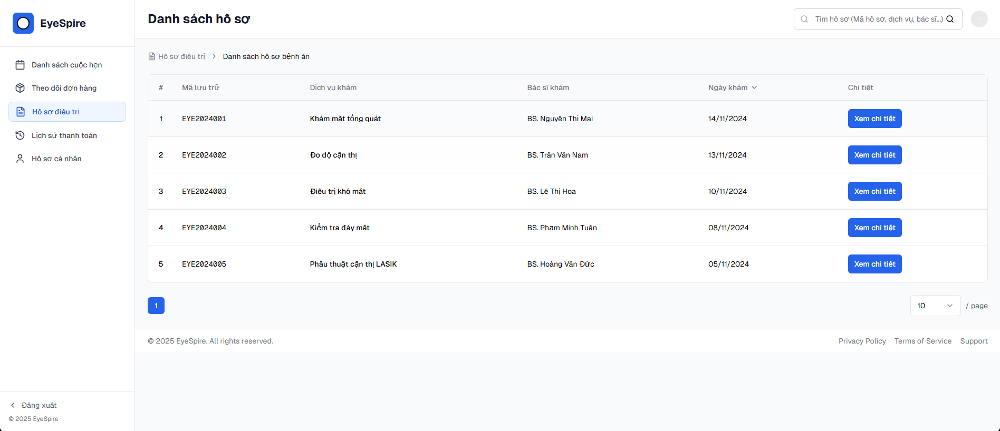 EyeSpire
Danh sách cuộc hẹn
Theo dõi đơn hàng
Hồ sơ điều trị
Lịch sử thanh toán
Hồ sơ cá nhân
Đăng xuất
© 2025 EyeSpire
Danh sách hồ sơ
Tìm hồ sơ (Mã hồ sơ, dịch vụ, bác sĩ...)
Hồ sơ điều trị > Danh sách hồ sơ bệnh án
# Mã lưu trữ Dịch vụ khám Bác sĩ khám Ngày khám Chi tiết
1 EYE2024001 Khám mắt tổng quát BS. Nguyễn Thị Mai 14/11/2024 Xem chi tiết
2 EYE2024002 Đo độ cận thị BS. Trần Văn Nam 13/11/2024 Xem chi tiết
3 EYE2024003 Điều trị khô mắt BS. Lê Thị Hoa 10/11/2024 Xem chi tiết
4 EYE2024004 Kiểm tra đáy mắt BS. Phạm Minh Tuấn 08/11/2024 Xem chi tiết
5 EYE2024005 Phẫu thuật cận thị LASIK BS. Hoàng Văn Đức 05/11/2024 Xem chi tiết
1
10 / page
© 2025 EyeSpire. All rights reserved.
Privacy Policy Terms of Service Support